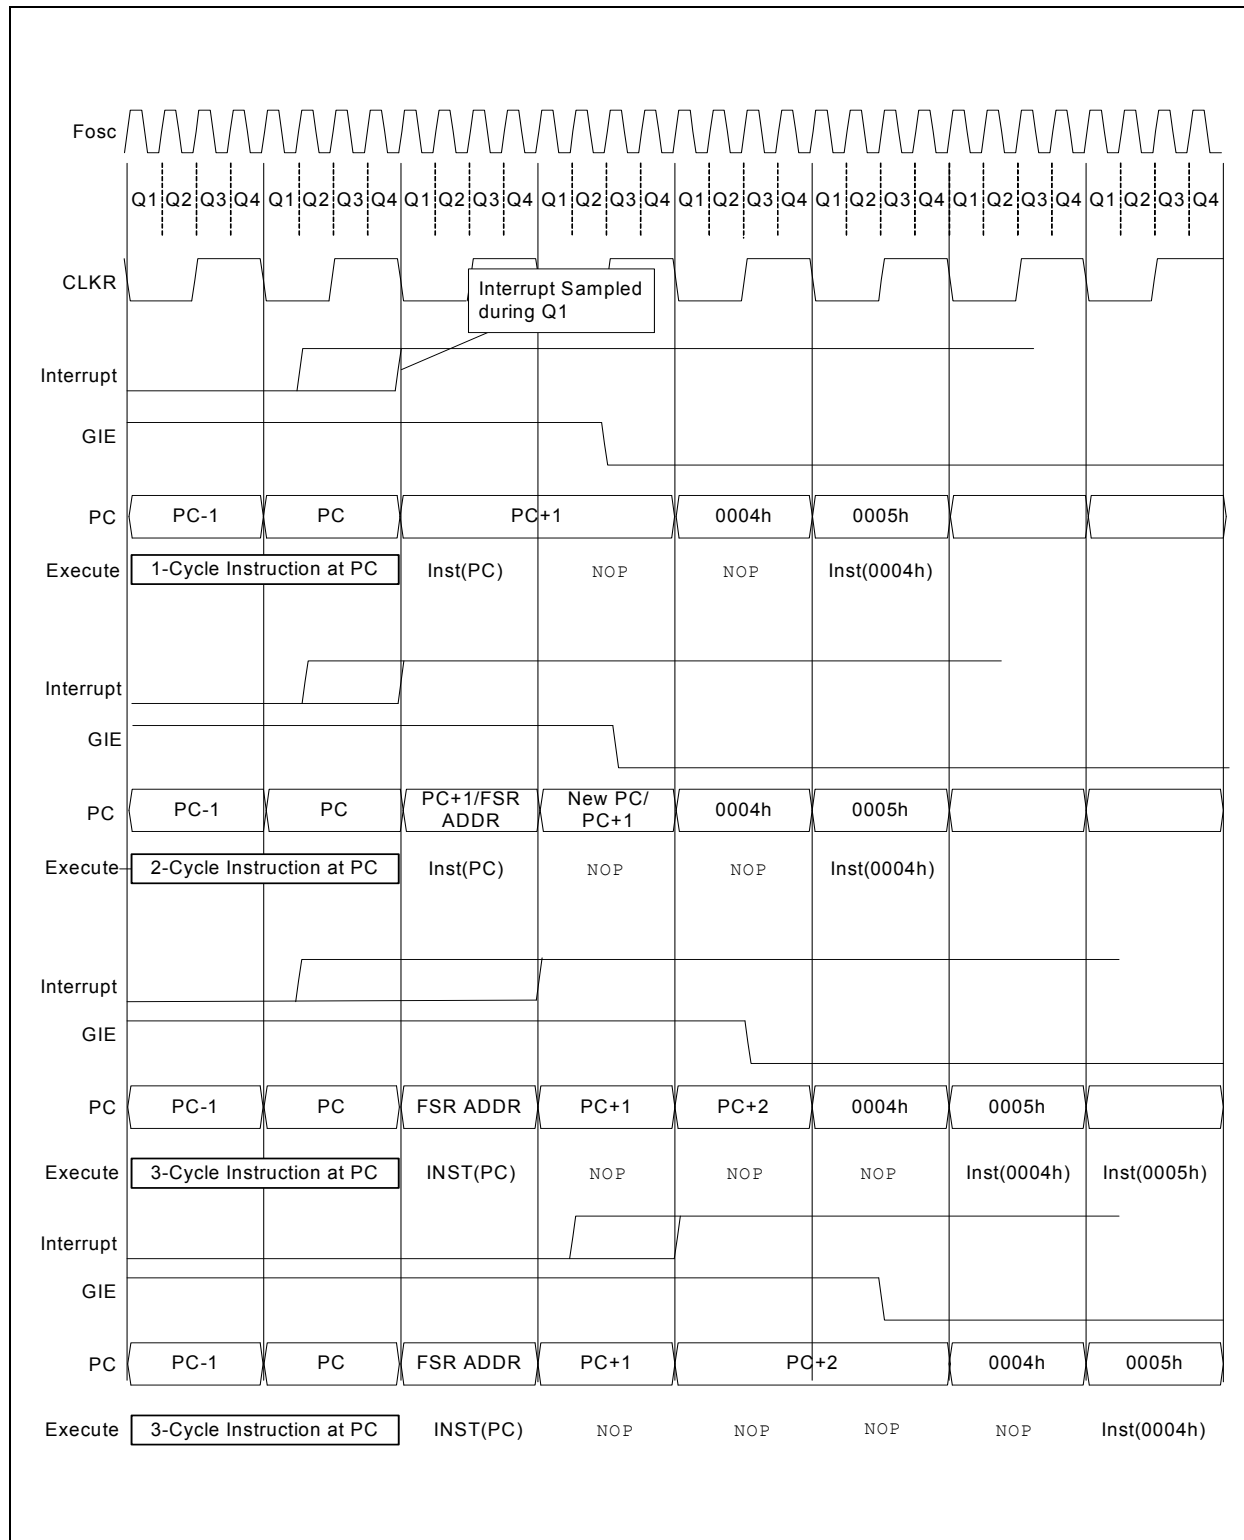 Fosc
Q1 Q2 Q3 Q4 Q1 Q2 Q3 Q4 Q1 Q2 Q3 Q4 Q1 Q2 Q3 Q4 Q1 Q2 Q3 Q4 Q1 Q2 Q3 Q4 Q1 Q2 Q3 Q4 Q1 Q2 Q3 Q4
CLKR
Interrupt Sampled
during Q1
Interrupt
GIE
PC PC-1 PC PC+1 0004h 0005h
Execute 1-Cycle Instruction at PC Inst(PC) NOP NOP Inst(0004h)
Interrupt
GIE
PC PC-1 PC PC+1/FSR ADDR New PC/ PC+1 0004h 0005h
Execute 2-Cycle Instruction at PC Inst(PC) NOP NOP Inst(0004h)
Interrupt
GIE
PC PC-1 PC FSR ADDR PC+1 PC+2 0004h 0005h
Execute 3-Cycle Instruction at PC INST(PC) NOP NOP NOP Inst(0004h) Inst(0005h)
Interrupt
GIE
PC PC-1 PC FSR ADDR PC+1 PC+2 0004h 0005h
Execute 3-Cycle Instruction at PC INST(PC) NOP NOP NOP NOP Inst(0004h)